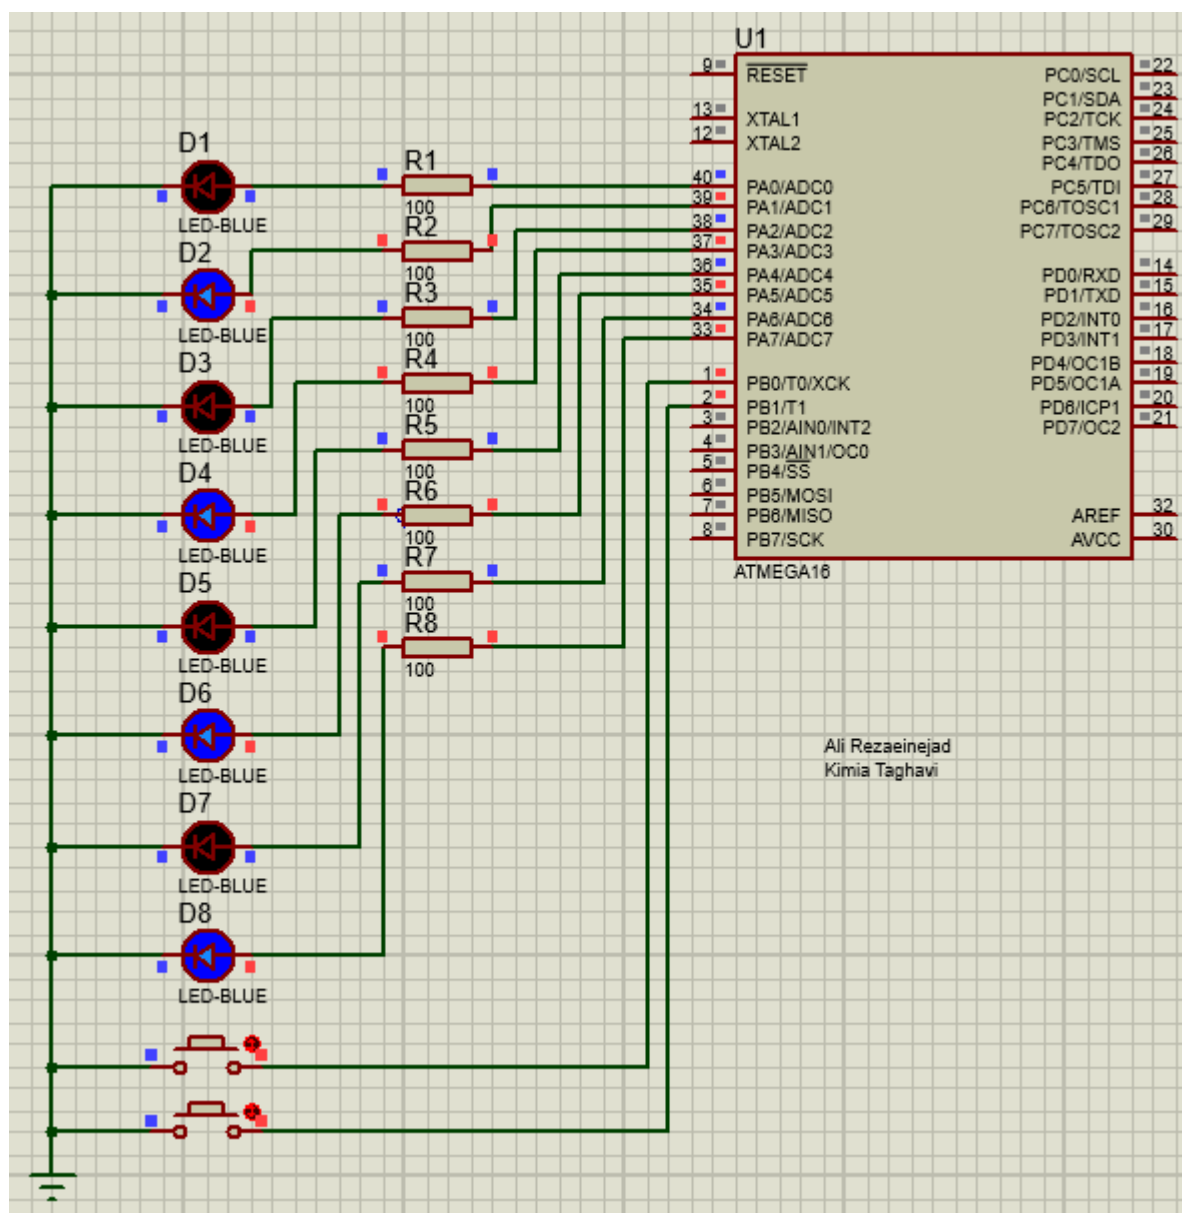 U1
9
RESET
13
XTAL1
12
XTAL2
40
PA0/ADC0
39
PA1/ADC1
38
PA2/ADC2
37
PA3/ADC3
36
PA4/ADC4
35
PA5/ADC5
34
PA6/ADC6
33
PA7/ADC7
1
PB0/T0/XCK
2
PB1/T1
3
PB2/AIN0/INT2
4
PB3/AIN1/OC0
5
PB4/SS
6
PB5/MOSI
7
PB6/MISO
8
PB7/SCK
PC0/SCL
22
PC1/SDA
23
PC2/TCK
24
PC3/TMS
25
PC4/TDO
26
PC5/TDI
27
PC6/TOSC1
28
PC7/TOSC2
29
PD0/RXD
14
PD1/TXD
15
PD2/INT0
16
PD3/INT1
17
PD4/OC1B
18
PD5/OC1A
19
PD6/ICP1
20
PD7/OC2
21
AREF
32
AVCC
30
ATMEGA16
D1
LED-BLUE
D2
LED-BLUE
D3
LED-BLUE
D4
LED-BLUE
D5
LED-BLUE
D6
LED-BLUE
D7
LED-BLUE
D8
LED-BLUE
R1
100
R2
100
R3
100
R4
100
R5
100
R6
100
R7
100
R8
100
Ali Rezaeinejad
Kimia Taghavi